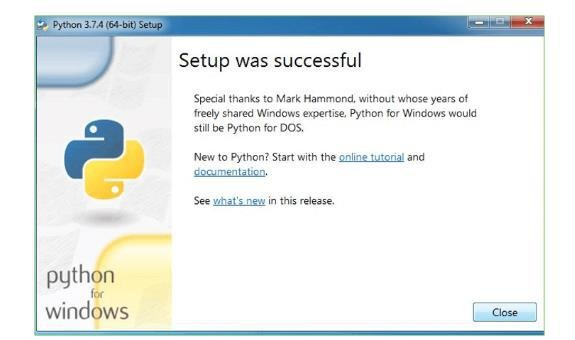 Python 3.7.4 (64-bit) Setup
Setup was successful
Special thanks to Mark Hammond, without whose years of
freely shared Windows expertise, Python for Windows would
still be Python for DOS.
New to Python? Start with the online tutorial and
documentation.
See what's new in this release.
python
for
windows
Close